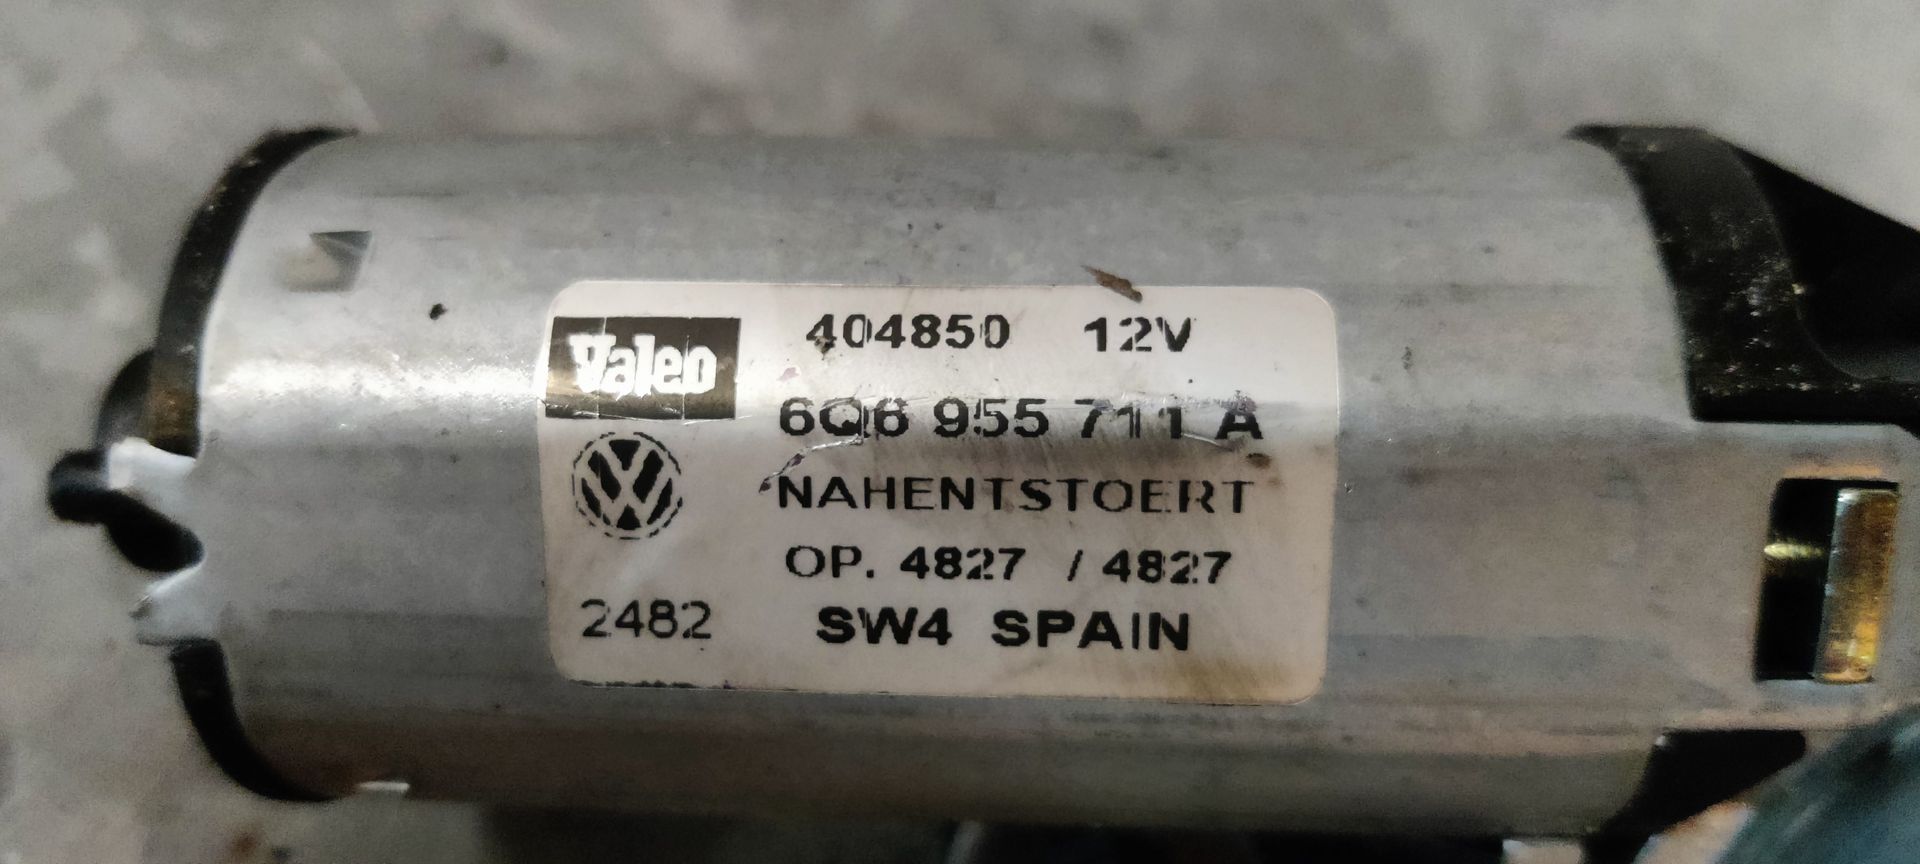 Valeo
404850 12V
6Q6 955 711 A
NAHENTSTOERT
OP. 4827 / 4827
2482
SW4 SPAIN